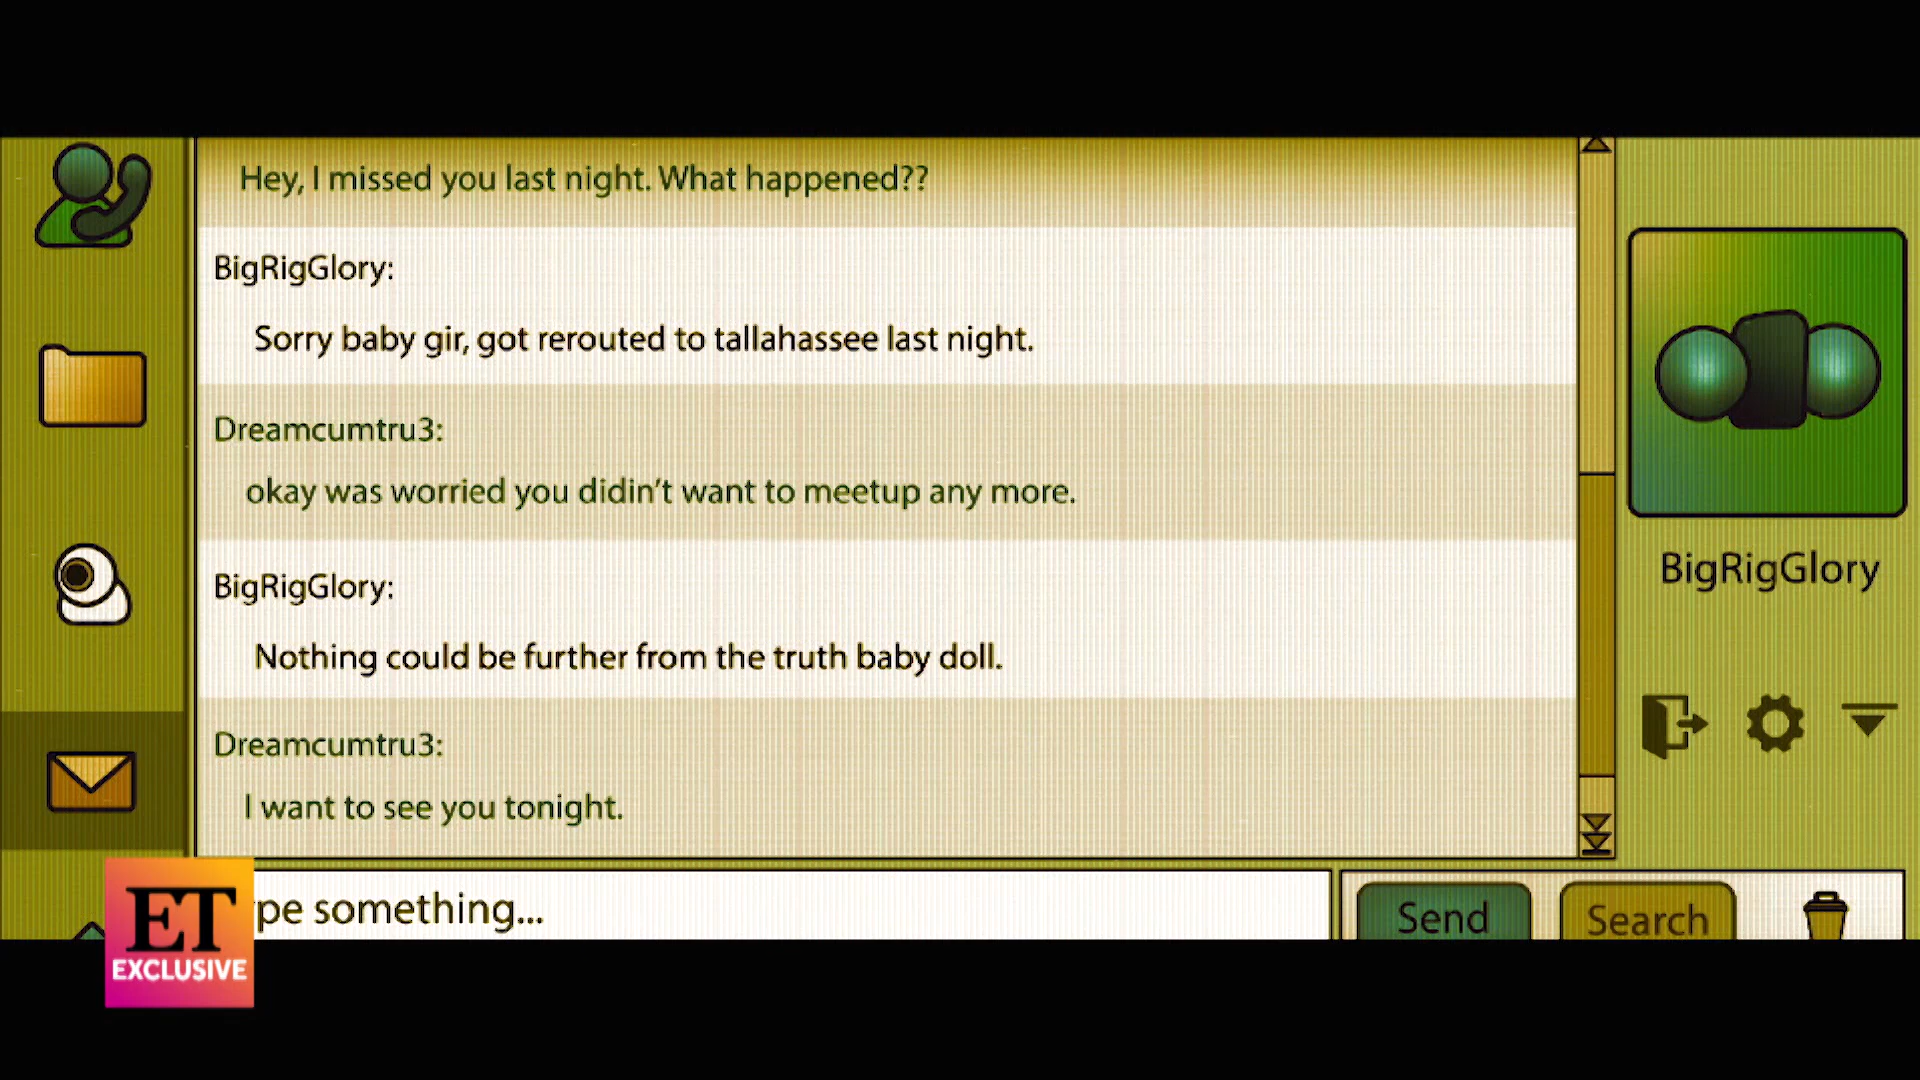 Hey, I missed you last night. What happened??
BigRigGlory:
Sorry baby gir, got rerouted to tallahassee last night.
Dreamcumtru3:
okay was worried you didin't want to meetup any more.
BigRigGlory:
Nothing could be further from the truth baby doll.
Dreamcumtru3:
I want to see you tonight.
BigRigGlory
pe something...
Send
Search
ET
EXCLUSIVE